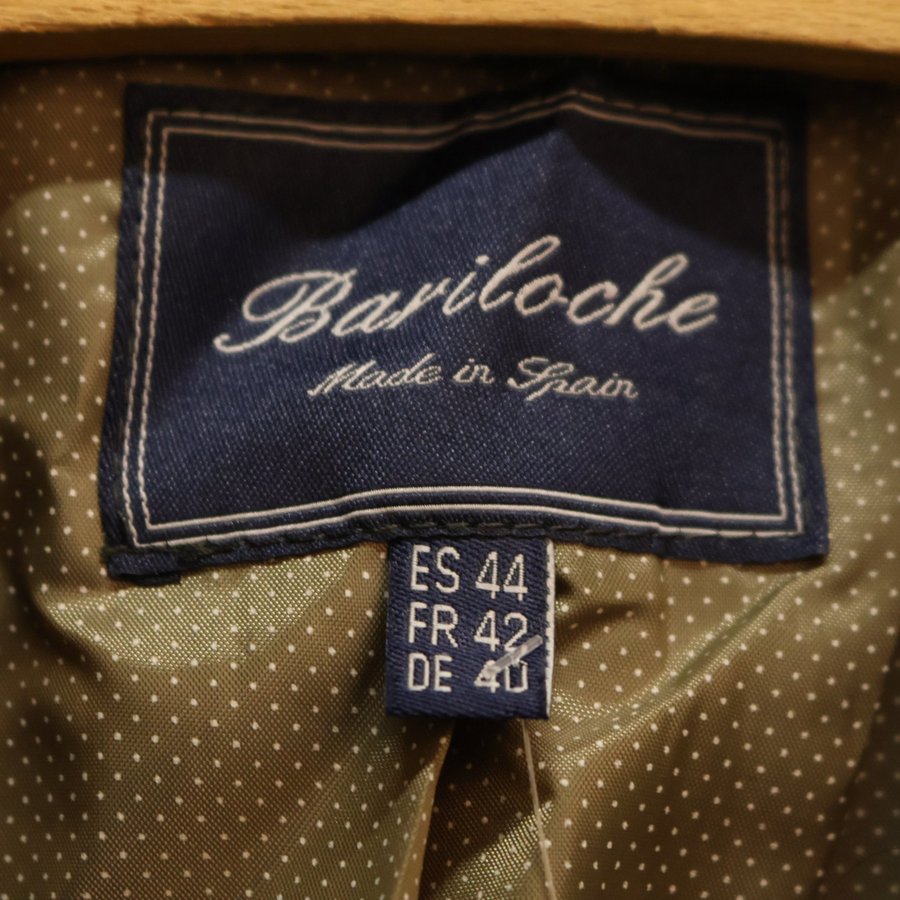 Bariloche
Made in Spain
ES 44
FR 42
DE 40